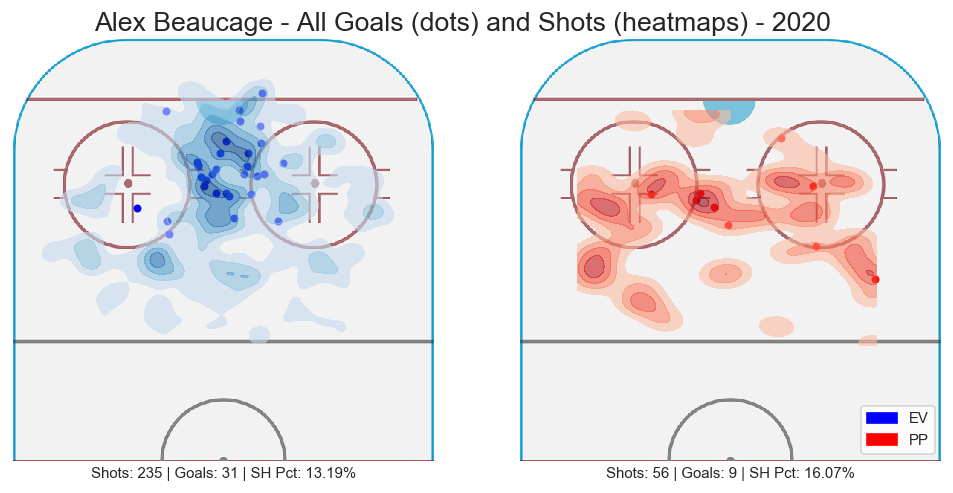 Alex Beaucage - All Goals (dots) and Shots (heatmaps) - 2020
EV
PP
Shots: 235 | Goals: 31 | SH Pct: 13.19%
Shots: 56 | Goals: 9 | SH Pct: 16.07%